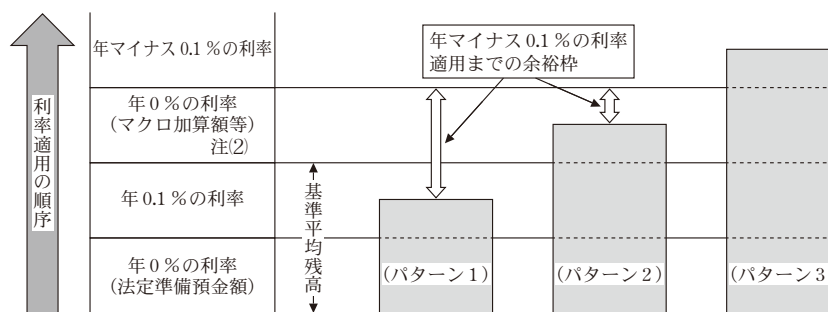 利率適用の順序
年マイナス0.1％の利率
年0％の利率
（マクロ加算額等）
注⑵
年0.1％の利率
年0％の利率
（法定準備預金額）
基準平均残高
年マイナス0.1％の利率
適用までの余裕枠
（パターン1）
（パターン2）
（パターン3